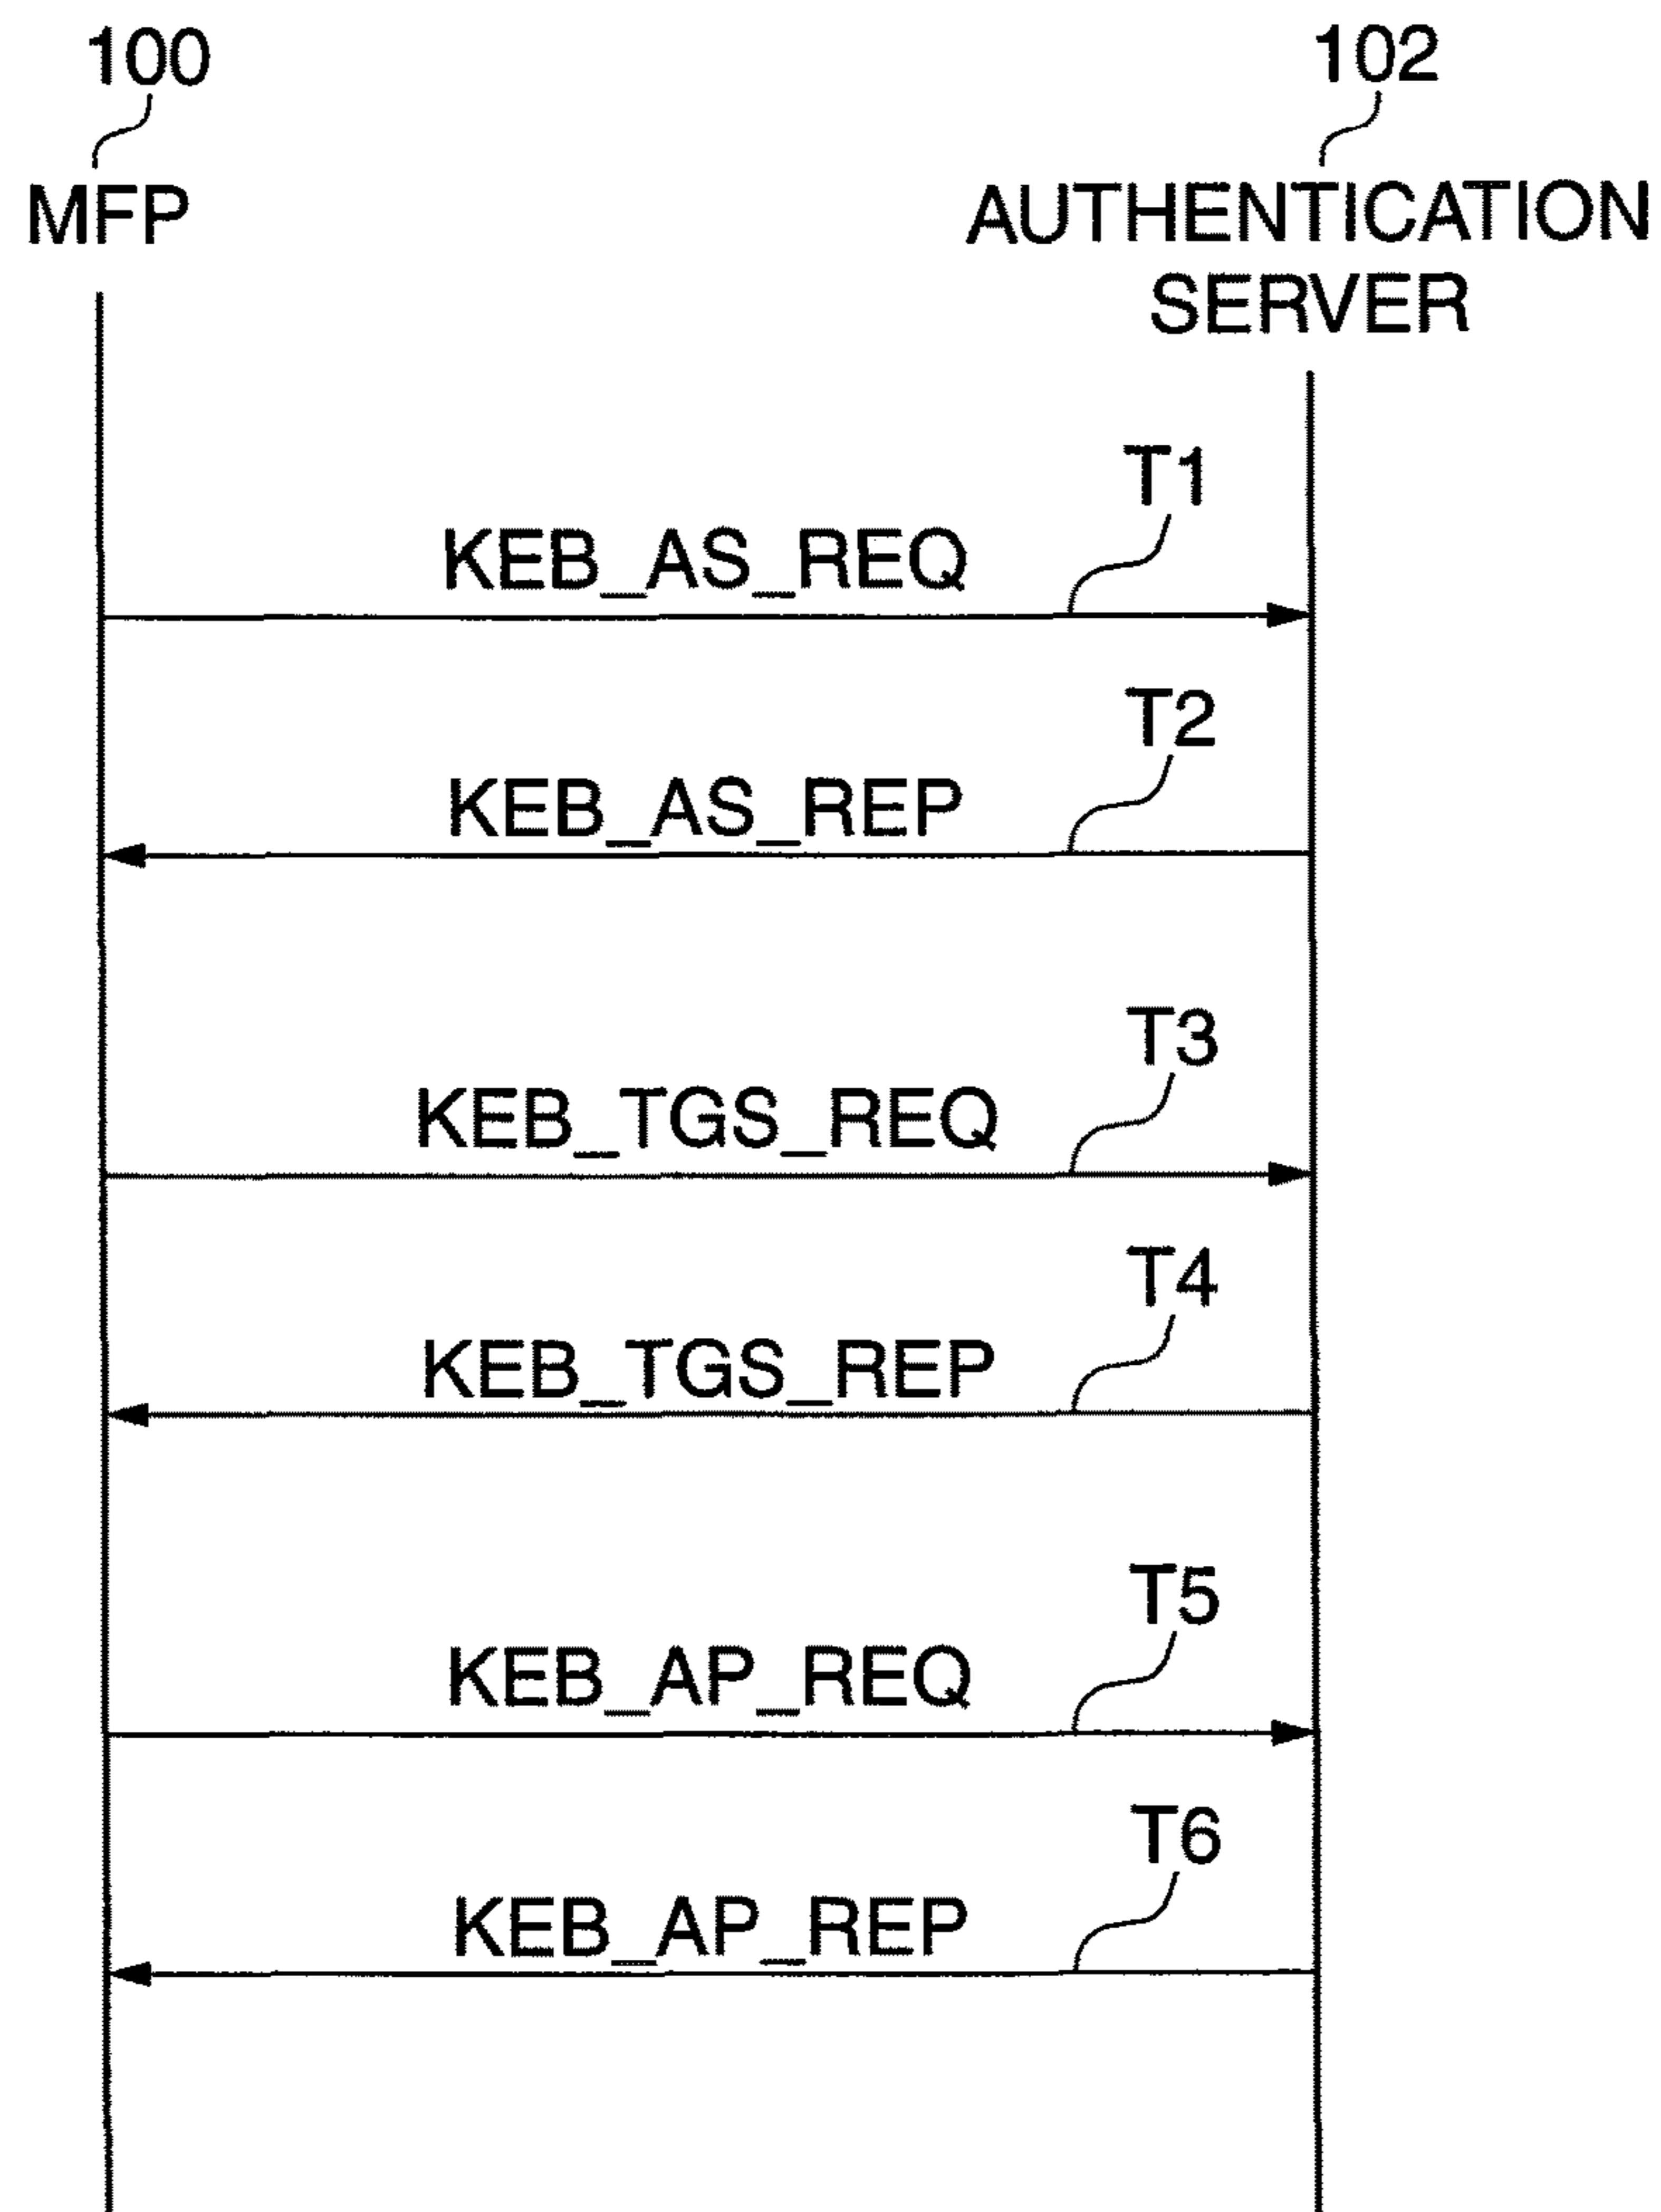 100
102
MFP
AUTHENTICATION
SERVER
T1
KEB_AS_REQ
T2
KEB_AS_REP
T3
KEB_TGS_REQ
T4
KEB_TGS_REP
T5
KEB_AP_REQ
T6
KEB_AP_REP